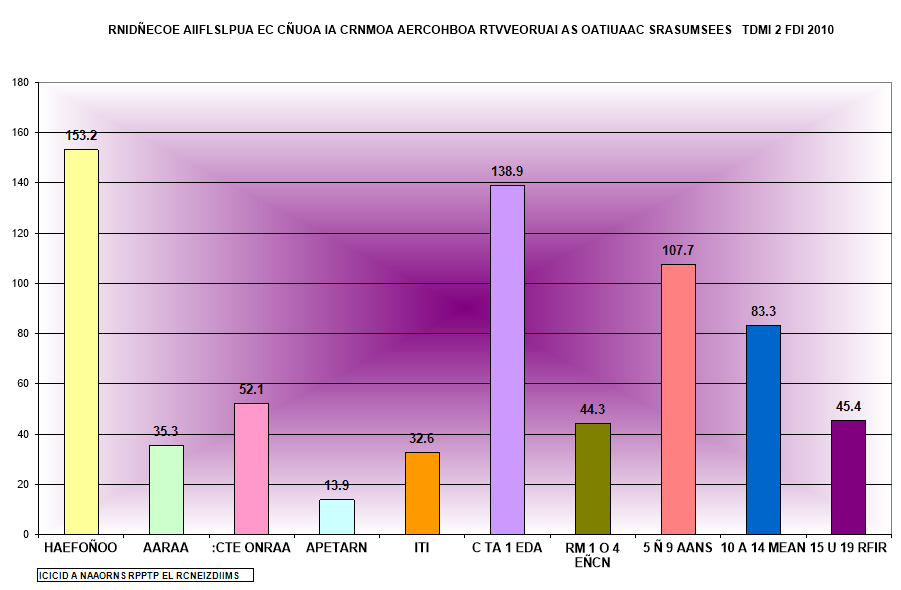 RNIDÑECOE AIIFLSLPUA EC CÑUOA IA CRNMOA AERCOHBOA RTVVEORUAI AS OATIUAAC SRASUMSEES TDMI 2 FDI 2010
180
160
140
120
100
80
60
40
20
0
153.2
35.3
52.1
13.9
32.6
138.9
44.3
107.7
83.3
45.4
HAEFOÑOO
AARAA
:CTE ONRAA
APETARN
ITI
C TA 1 EDA
RM 1 O 4
EÑCN
5 Ñ 9 AANS
10 A 14 MEAN
15 U 19 RFIR
ICICID A NAAORNS RPPTP EL RCNEIZDIIMS